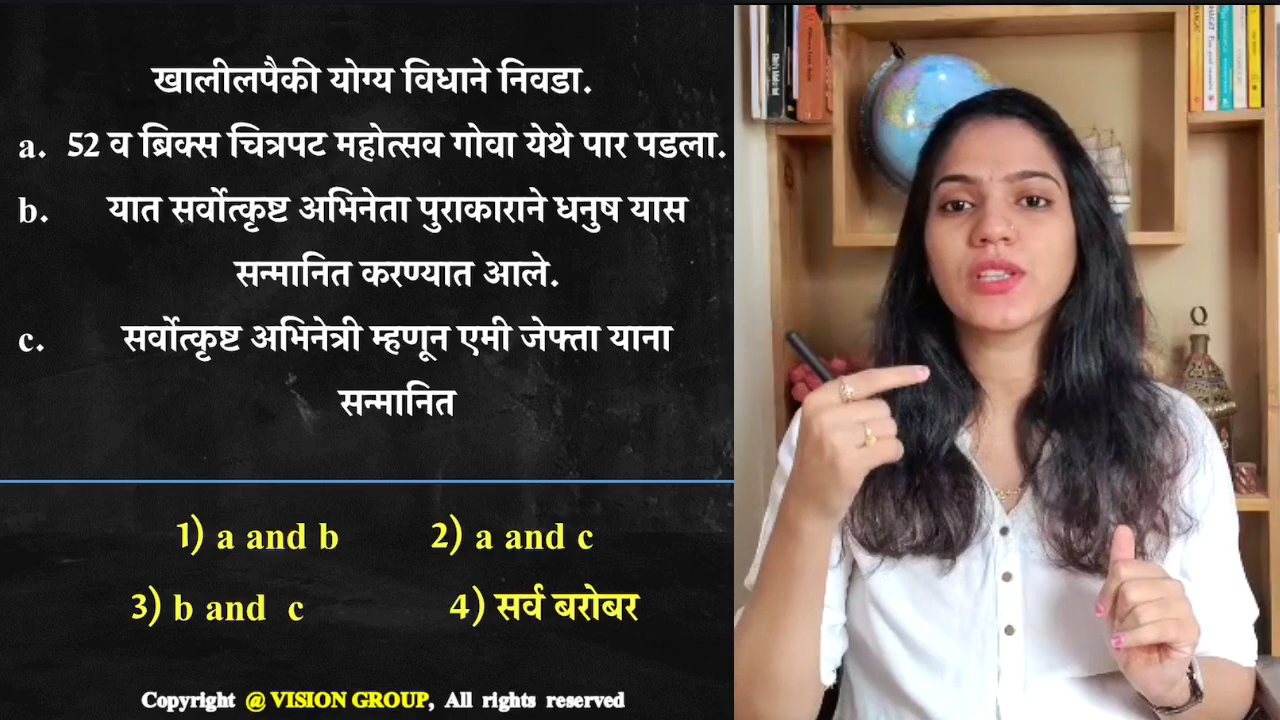 खालीलपैकी योग्य विधाने निवडा.
a. 52 व ब्रिक्स चित्रपट महोत्सव गोवा येथे पार पडला.
b. यात सर्वोत्कृष्ट अभिनेता पुराकाराने धनुष यास
सन्मानित करण्यात आले.
c. सर्वोत्कृष्ट अभिनेत्री म्हणून एमी जेफ्ता याना
सन्मानित
1) a and b 2) a and c
3) b and c 4) सर्व बरोबर
Copyright @ VISION GROUP, All rights reserved